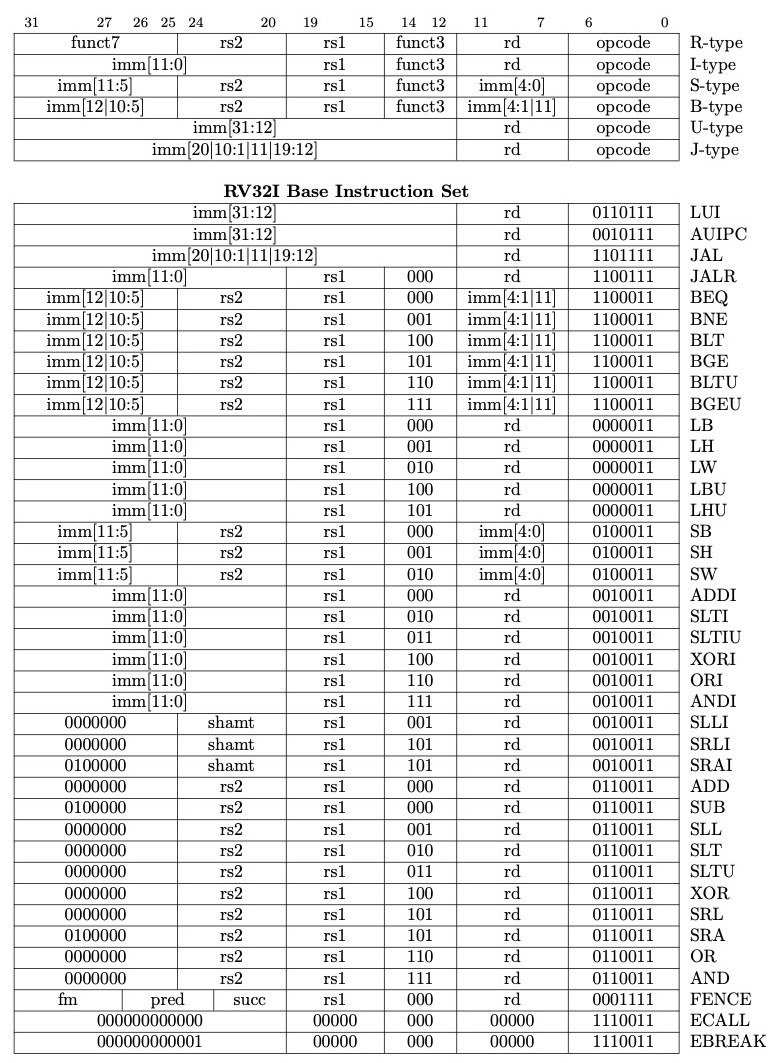 31 27 26 25 24 20 19 15 14 12 11 7 6 0
funct7 rs2 rs1 funct3 rd opcode R-type
imm[11:0] rs1 funct3 rd opcode I-type
imm[11:5] rs2 rs1 funct3 imm[4:0] opcode S-type
imm[12|10:5] rs2 rs1 funct3 imm[4:1|11] opcode B-type
imm[31:12] rd opcode U-type
imm[20|10:1|11|19:12] rd opcode J-type
RV32I Base Instruction Set
imm[31:12] rd 0110111 LUI
imm[31:12] rd 0010111 AUIPC
imm[20|10:1|11|19:12] rd 1101111 JAL
imm[11:0] rs1 000 rd 1100111 JALR
imm[12|10:5] rs2 rs1 000 imm[4:1|11] 1100011 BEQ
imm[12|10:5] rs2 rs1 001 imm[4:1|11] 1100011 BNE
imm[12|10:5] rs2 rs1 100 imm[4:1|11] 1100011 BLT
imm[12|10:5] rs2 rs1 101 imm[4:1|11] 1100011 BGE
imm[12|10:5] rs2 rs1 110 imm[4:1|11] 1100011 BLTU
imm[12|10:5] rs2 rs1 111 imm[4:1|11] 1100011 BGEU
imm[11:0] rs1 000 rd 0000011 LB
imm[11:0] rs1 001 rd 0000011 LH
imm[11:0] rs1 010 rd 0000011 LW
imm[11:0] rs1 100 rd 0000011 LBU
imm[11:0] rs1 101 rd 0000011 LHU
imm[11:5] rs2 rs1 000 imm[4:0] 0100011 SB
imm[11:5] rs2 rs1 001 imm[4:0] 0100011 SH
imm[11:5] rs2 rs1 010 imm[4:0] 0100011 SW
imm[11:0] rs1 000 rd 0010011 ADDI
imm[11:0] rs1 010 rd 0010011 SLTI
imm[11:0] rs1 011 rd 0010011 SLTIU
imm[11:0] rs1 100 rd 0010011 XORI
imm[11:0] rs1 110 rd 0010011 ORI
imm[11:0] rs1 111 rd 0010011 ANDI
0000000 shamt rs1 001 rd 0010011 SLLI
0000000 shamt rs1 101 rd 0010011 SRLI
0100000 shamt rs1 101 rd 0010011 SRAI
0000000 rs2 rs1 000 rd 0110011 ADD
0100000 rs2 rs1 000 rd 0110011 SUB
0000000 rs2 rs1 001 rd 0110011 SLL
0000000 rs2 rs1 010 rd 0110011 SLT
0000000 rs2 rs1 011 rd 0110011 SLTU
0000000 rs2 rs1 100 rd 0110011 XOR
0000000 rs2 rs1 101 rd 0110011 SRL
0100000 rs2 rs1 101 rd 0110011 SRA
0000000 rs2 rs1 110 rd 0110011 OR
0000000 rs2 rs1 111 rd 0110011 AND
fm pred succ rs1 000 rd 0001111 FENCE
000000000000 00000 000 00000 1110011 ECALL
000000000001 00000 000 00000 1110011 EBREAK